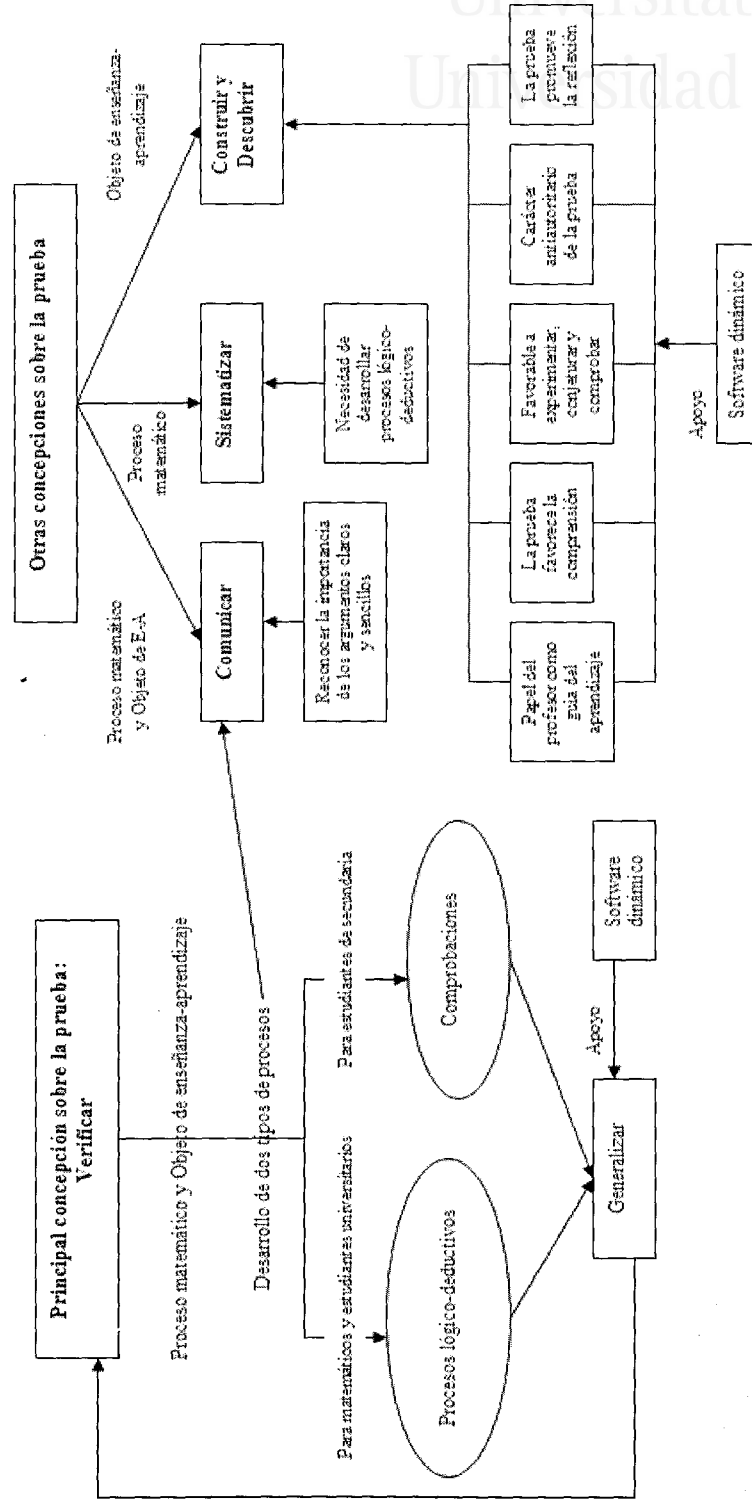 Universitat
Universidad
Principal concepción sobre la prueba:
Verificar
Proceso matemático y Objeto de enseñanza-aprendizaje
Desarrollo de dos tipos de procesos
Para matemáticos y estudiantes universitarios
Para estudiantes de secundaria
Procesos lógico-deductivos
Comprobaciones
Generalizar
Apoyo
Software
dinámico
Otras concepciones sobre la prueba
Proceso matemático
y Objeto de E-A
Proceso
matemático
Objeto de enseñanza-
aprendizaje
Comunicar
Sistematizar
Construir y
Descubrir
Reconocer la importancia
de los argumentos claros
y sencillos
Necesidad de
desarrollar
procesos lógico-
deductivos
Papel del
profesor como
guía del
aprendizaje
La prueba
favorece la
comprensión
Favorable a
experimentar,
conjeturar y
comprobar
Carácter
antiautoritario
de la prueba
La prueba
promueve
la reflexión
Apoyo
Software dinámico